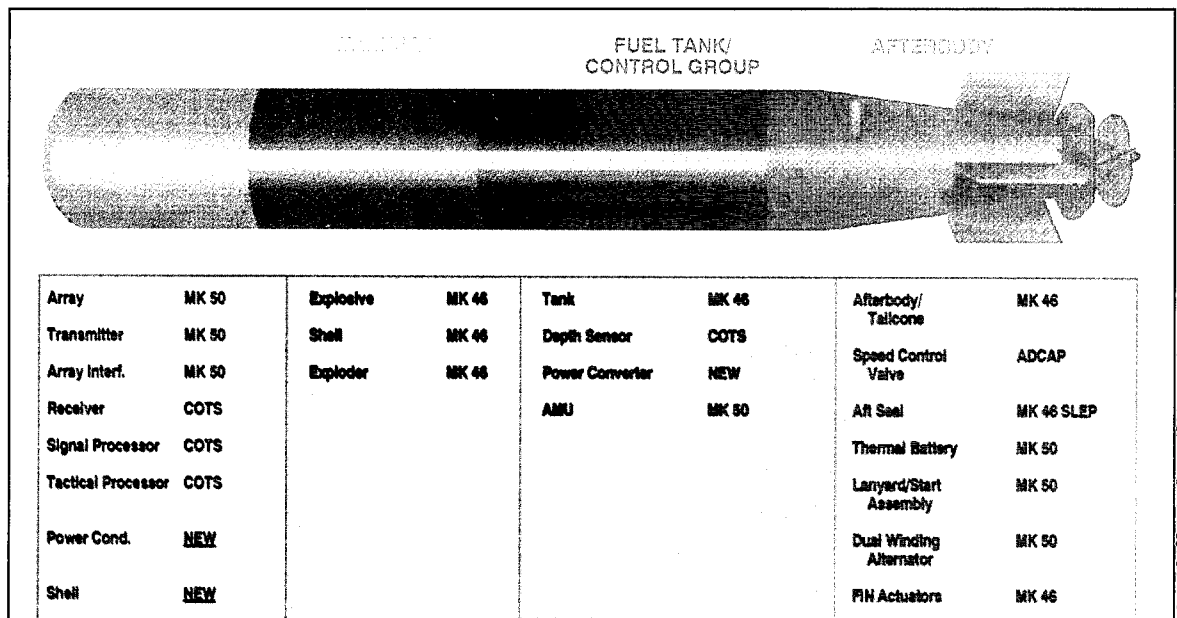 FUEL TANK/
CONTROL GROUP
AFTERBODY
Array MK 50
Transmitter MK 50
Array Interf. MK 50
Receiver COTS
Signal Processor COTS
Tactical Processor COTS
Power Cond. NEW
Shell NEW
Explosive MK 46
Shell MK 46
Exploder MK 46
Tank MK 46
Depth Sensor COTS
Power Converter NEW
AMU MK 50
Afterbody/ MK 46
Tailcone
Speed Control ADCAP
Valve
Aft Seal MK 46 SLEP
Thermal Battery MK 50
Lanyard/Start MK 50
Assembly
Dual Winding MK 50
Alternator
FIN Actuators MK 46